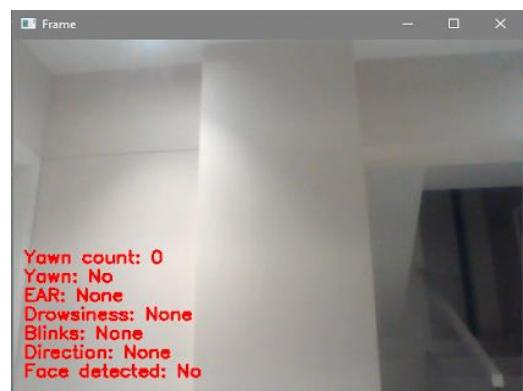 Frame
Yawn count: 0
Yawn: No
EAR: None
Drowsiness: None
Blinks: None
Direction: None
Face detected: No